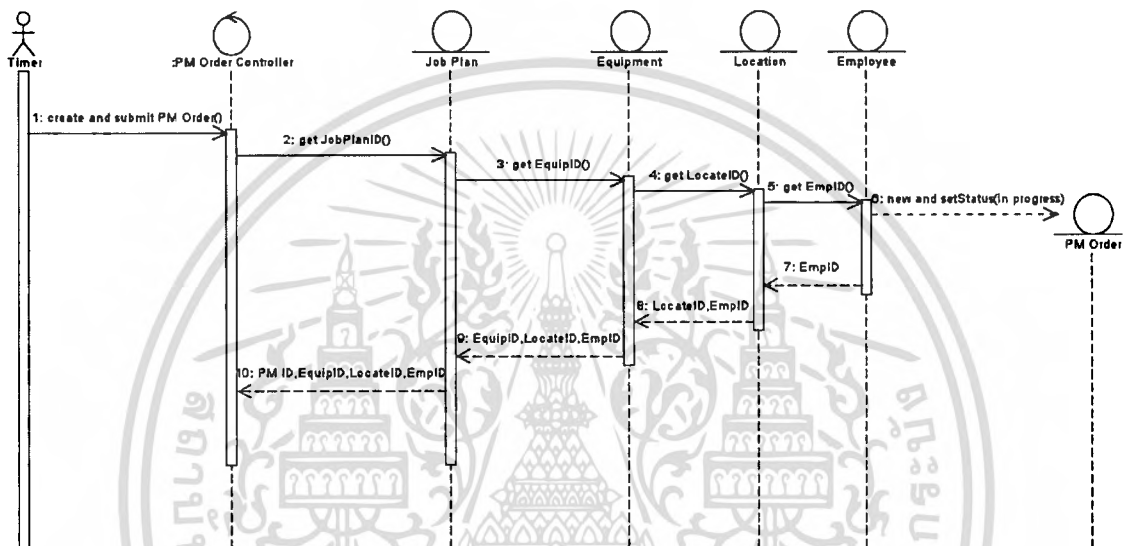 Timer
:PM Order Controller
Job Plan
Equipment
Location
Employee
1: create and submit PM Order()
2: get JobPlanID()
3: get EquipID()
4: get LocateID()
5: get EmpID()
6: new and setStatus(in progress)
PM Order
7: EmpID
8: LocateID,EmpID
9: EquipID,LocateID,EmpID
10: PM ID,EquipID,LocateID,EmpID